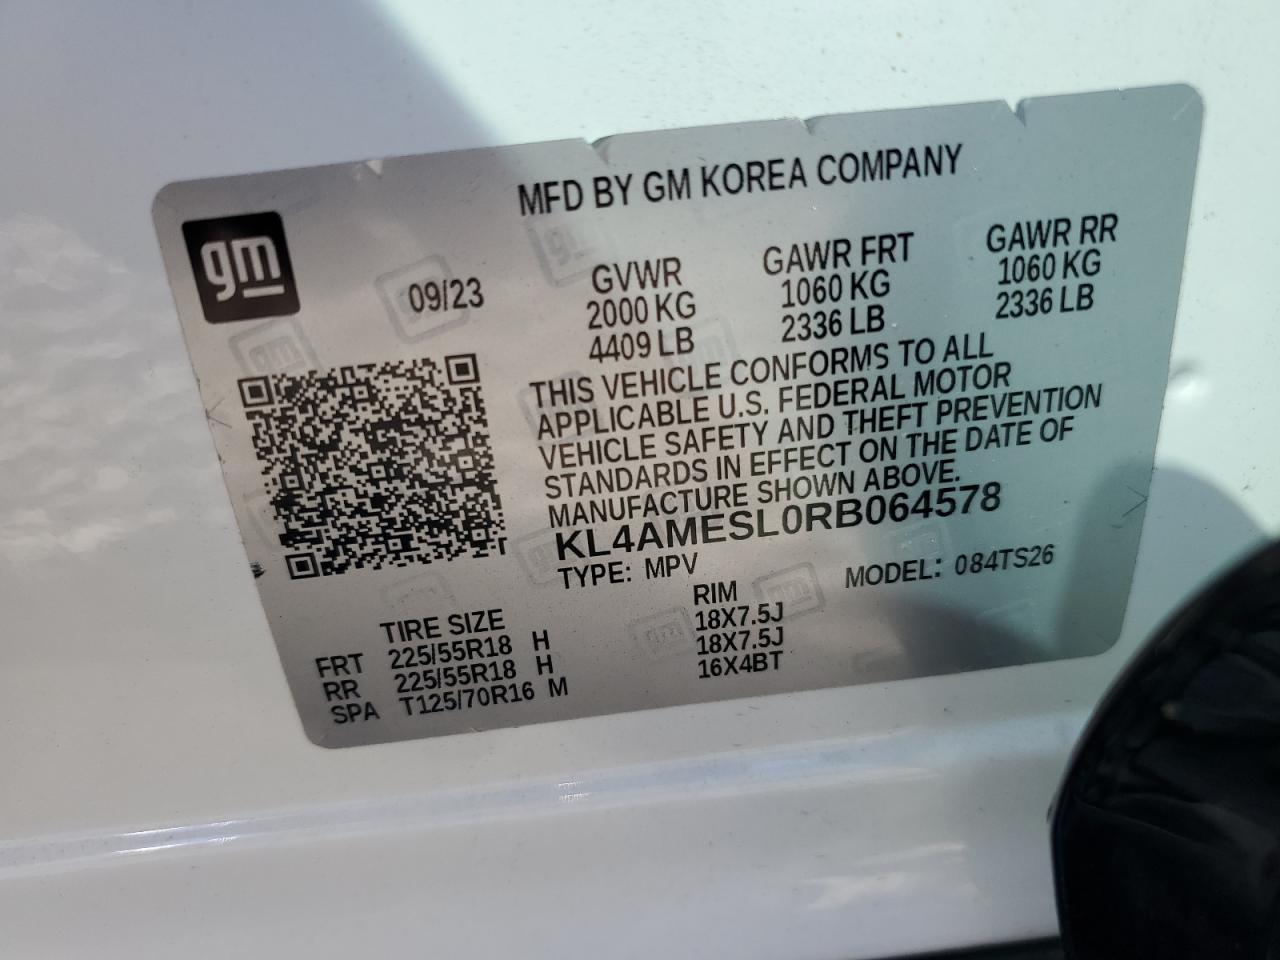 MFD BY GM KOREA COMPANY
gm
09/23
GVWR GAWR FRT GAWR RR
2000 KG 1060 KG 1060 KG
4409 LB 2336 LB 2336 LB
THIS VEHICLE CONFORMS TO ALL
APPLICABLE U.S. FEDERAL MOTOR
VEHICLE SAFETY AND THEFT PREVENTION
STANDARDS IN EFFECT ON THE DATE OF
MANUFACTURE SHOWN ABOVE.
KL4AMESL0RB064578
TYPE: MPV MODEL: 084TS26
TIRE SIZE RIM
FRT 225/55R18 H 18X7.5J
RR 225/55R18 H 18X7.5J
SPA T125/70R16 M 16X4BT